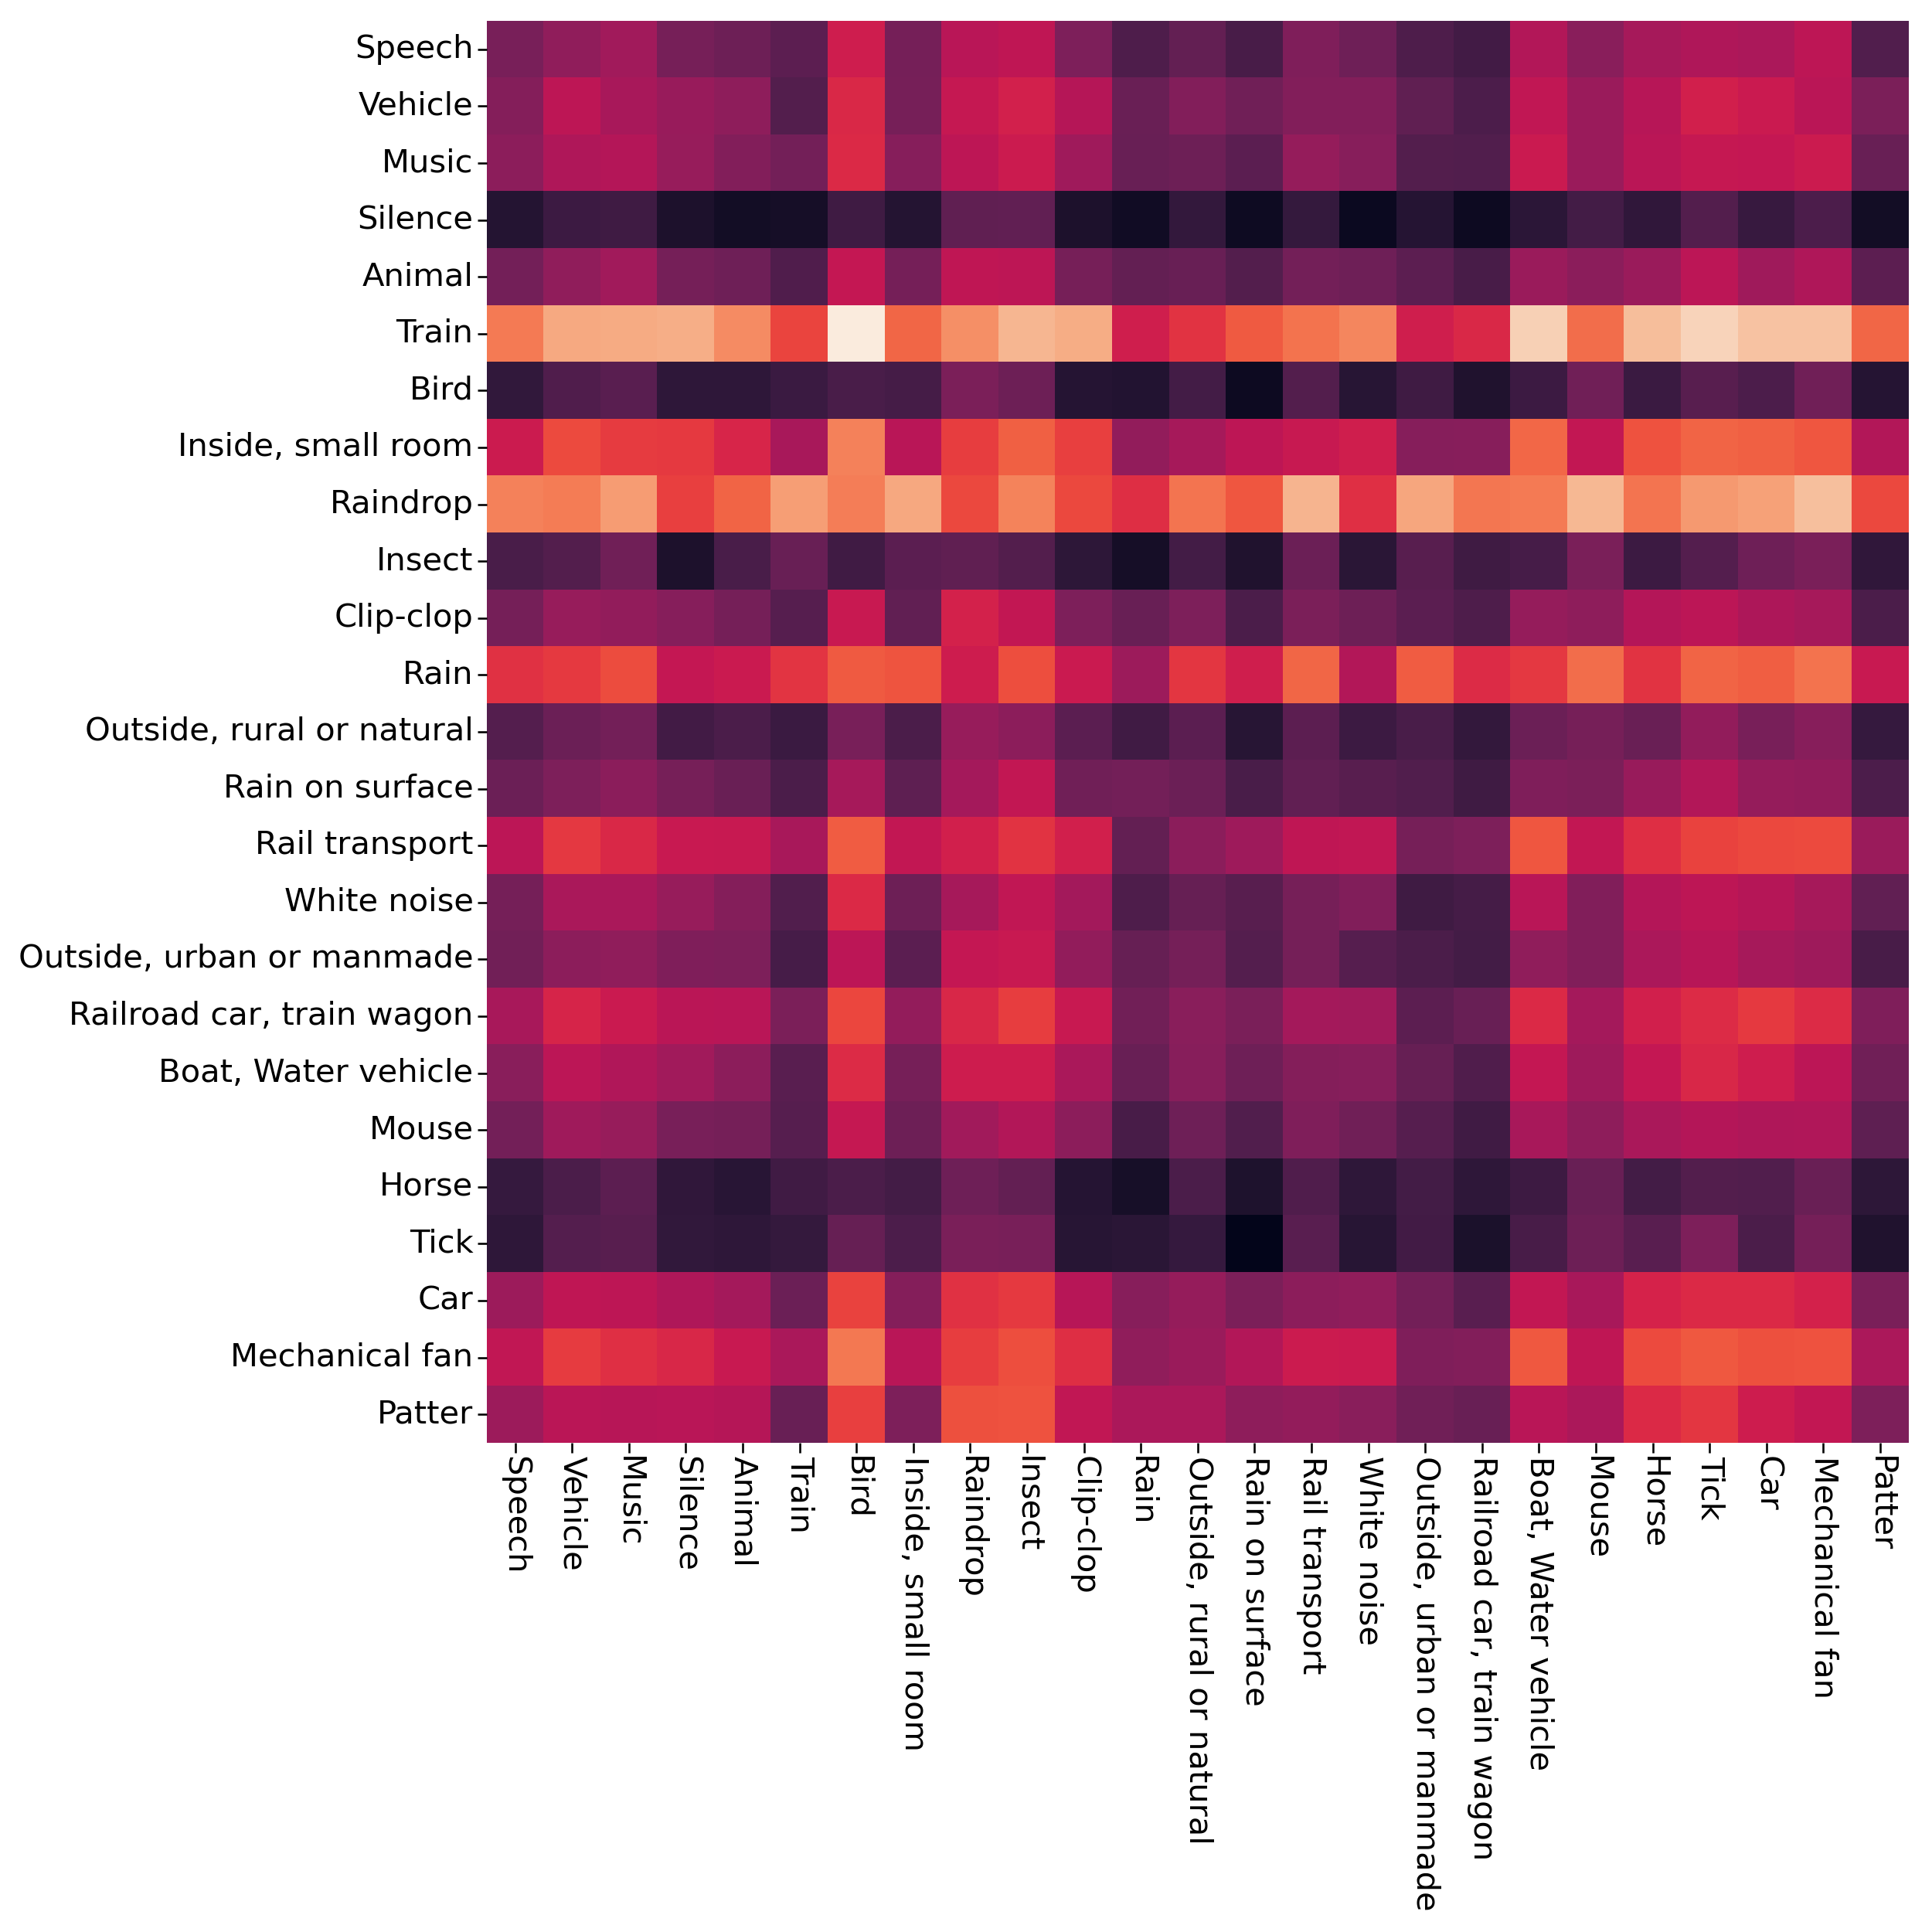 Speech
Vehicle
Music
Silence
Animal
Train
Bird
Inside, small room
Raindrop
Insect
Clip-clop
Rain
Outside, rural or natural
Rain on surface
Rail transport
White noise
Outside, urban or manmade
Railroad car, train wagon
Boat, Water vehicle
Mouse
Horse
Tick
Car
Mechanical fan
Patter
Speech
Vehicle
Music
Silence
Animal
Train
Bird
Inside, small room
Raindrop
Insect
Clip-clop
Rain
Outside, rural or natural
Rain on surface
Rail transport
White noise
Outside, urban or manmade
Railroad car, train wagon
Boat, Water vehicle
Mouse
Horse
Tick
Car
Mechanical fan
Patter